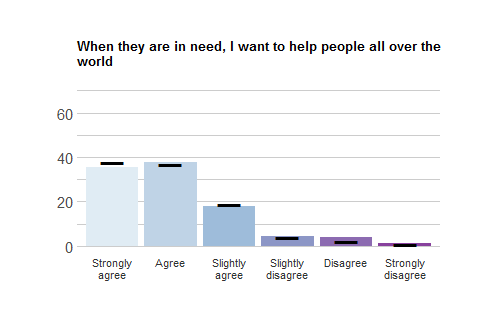 When they are in need, I want to help people all over the
world
60
40
20
0
Strongly
agree
Agree
Slightly
agree
Slightly
disagree
Disagree
Strongly
disagree